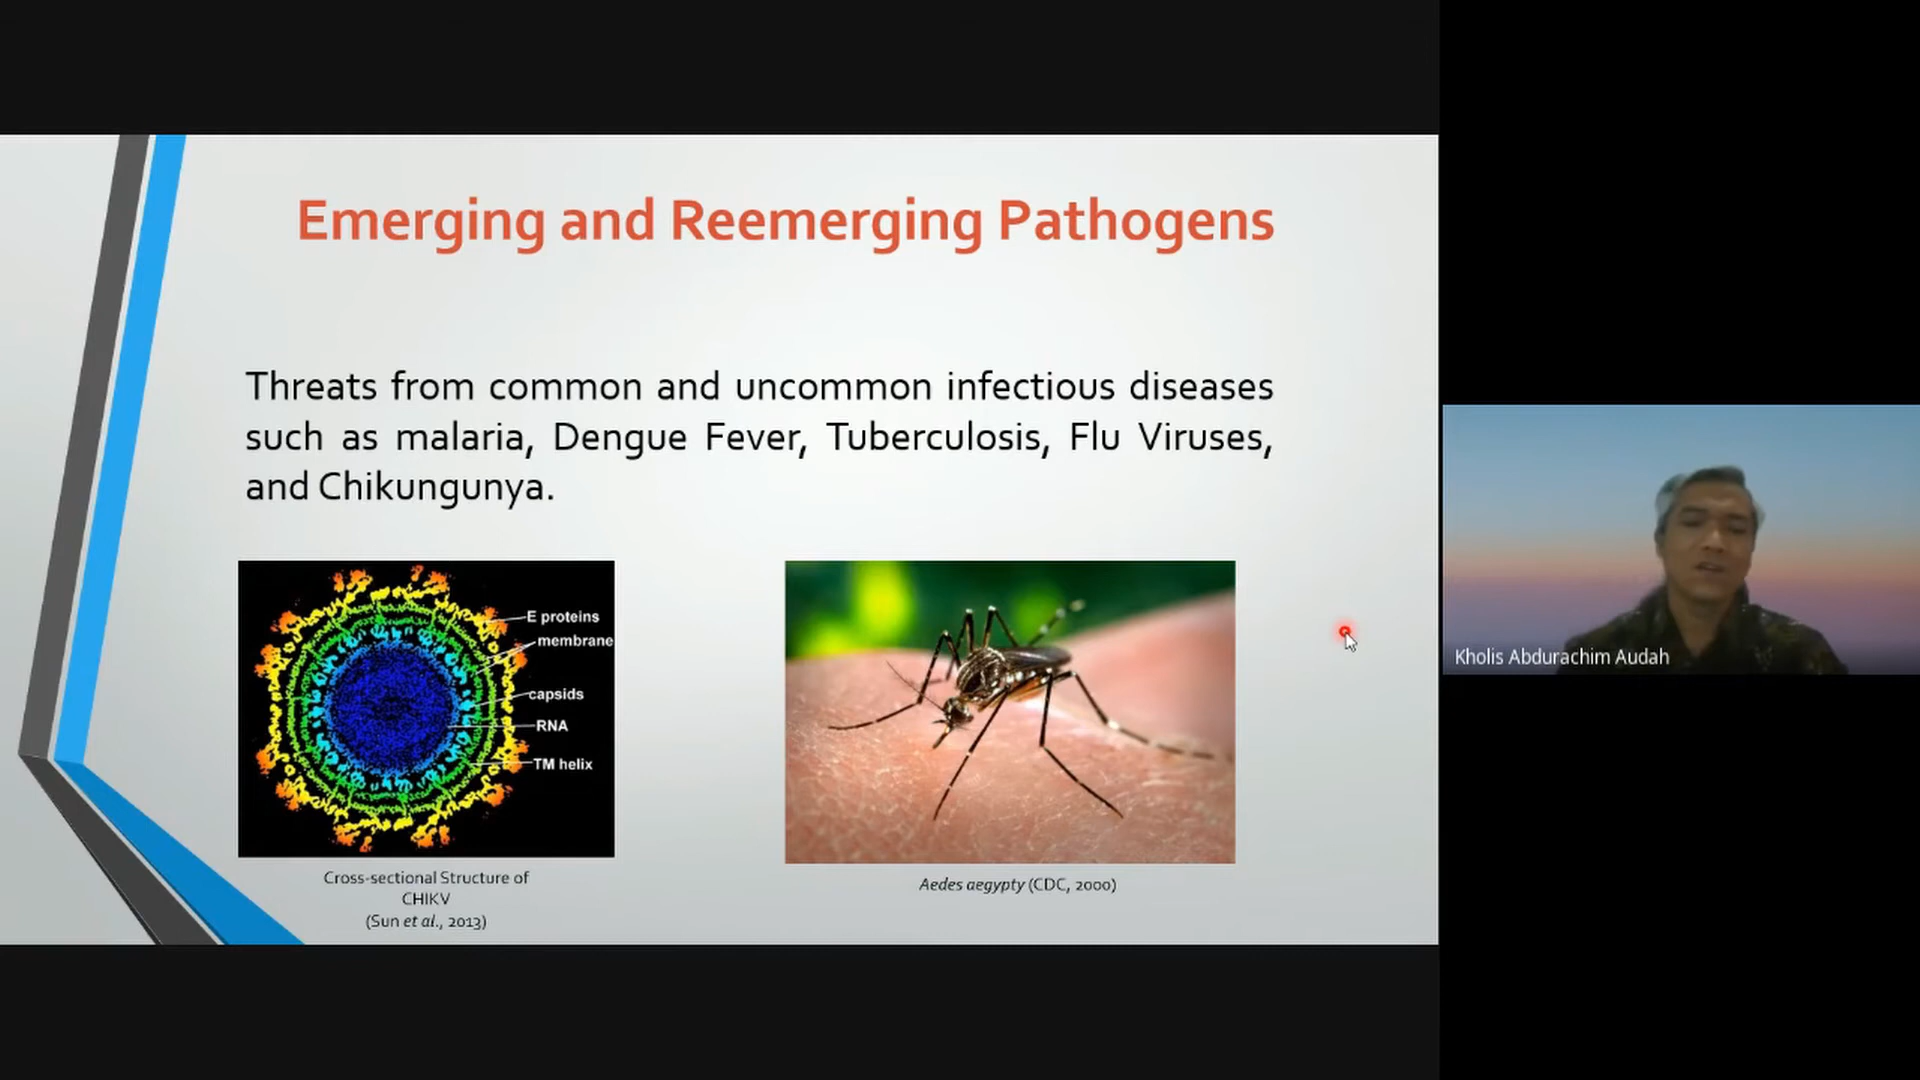 Emerging and Reemerging Pathogens
Threats from common and uncommon infectious diseases
such as malaria, Dengue Fever, Tuberculosis, Flu Viruses,
and Chikungunya.
E proteins
membrane
capsids
RNA
TM helix
Cross-sectional Structure of
CHIKV
(Sun et al., 2013)
Aedes aegypty (CDC, 2000)
Kholis Abdurachim Audah